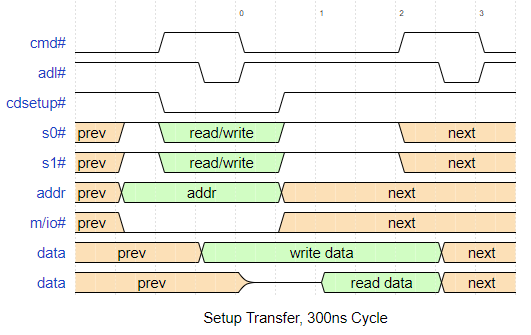 0 1 2 3
cmd#
adl#
cdsetup#
s0# prev read/write next
s1# prev read/write next
addr prev addr next
m/io# prev next
data prev write data next
data prev read data next
Setup Transfer, 300ns Cycle